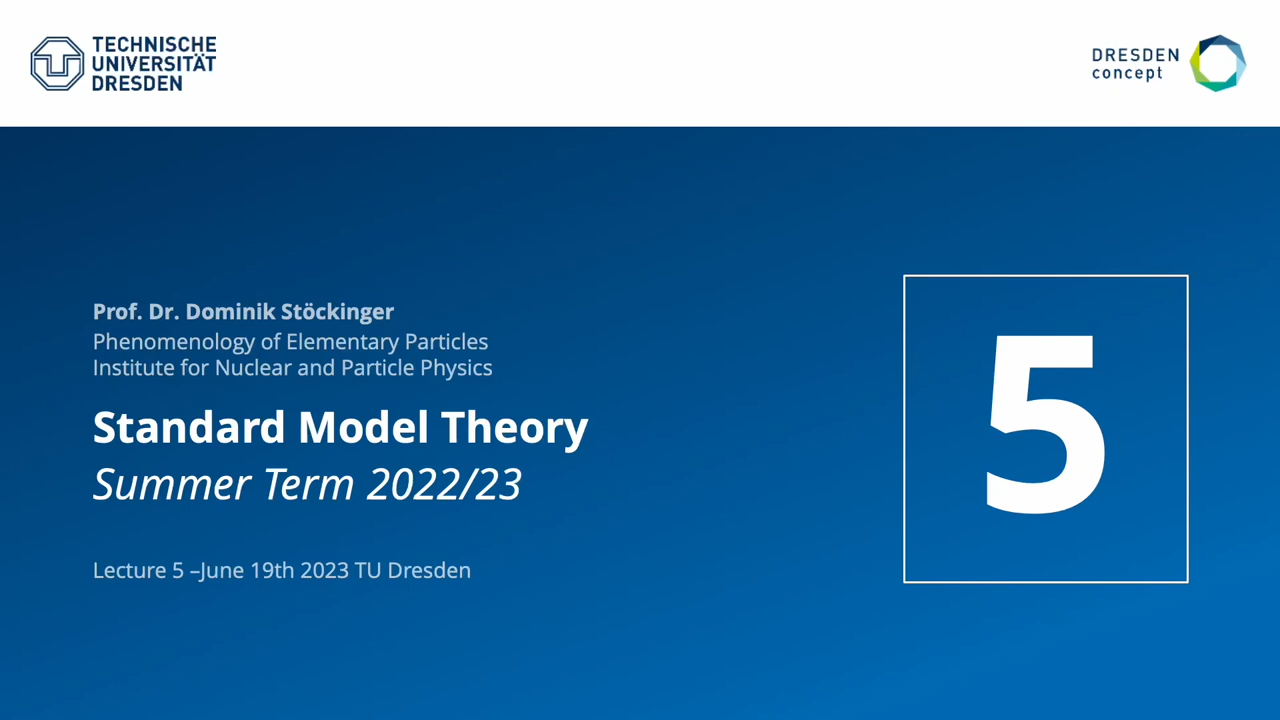 TECHNISCHE
UNIVERSITÄT
DRESDEN
DRESDEN
concept
Prof. Dr. Dominik Stöckinger
Phenomenology of Elementary Particles
Institute for Nuclear and Particle Physics
Standard Model Theory
Summer Term 2022/23
Lecture 5 –June 19th 2023 TU Dresden
5